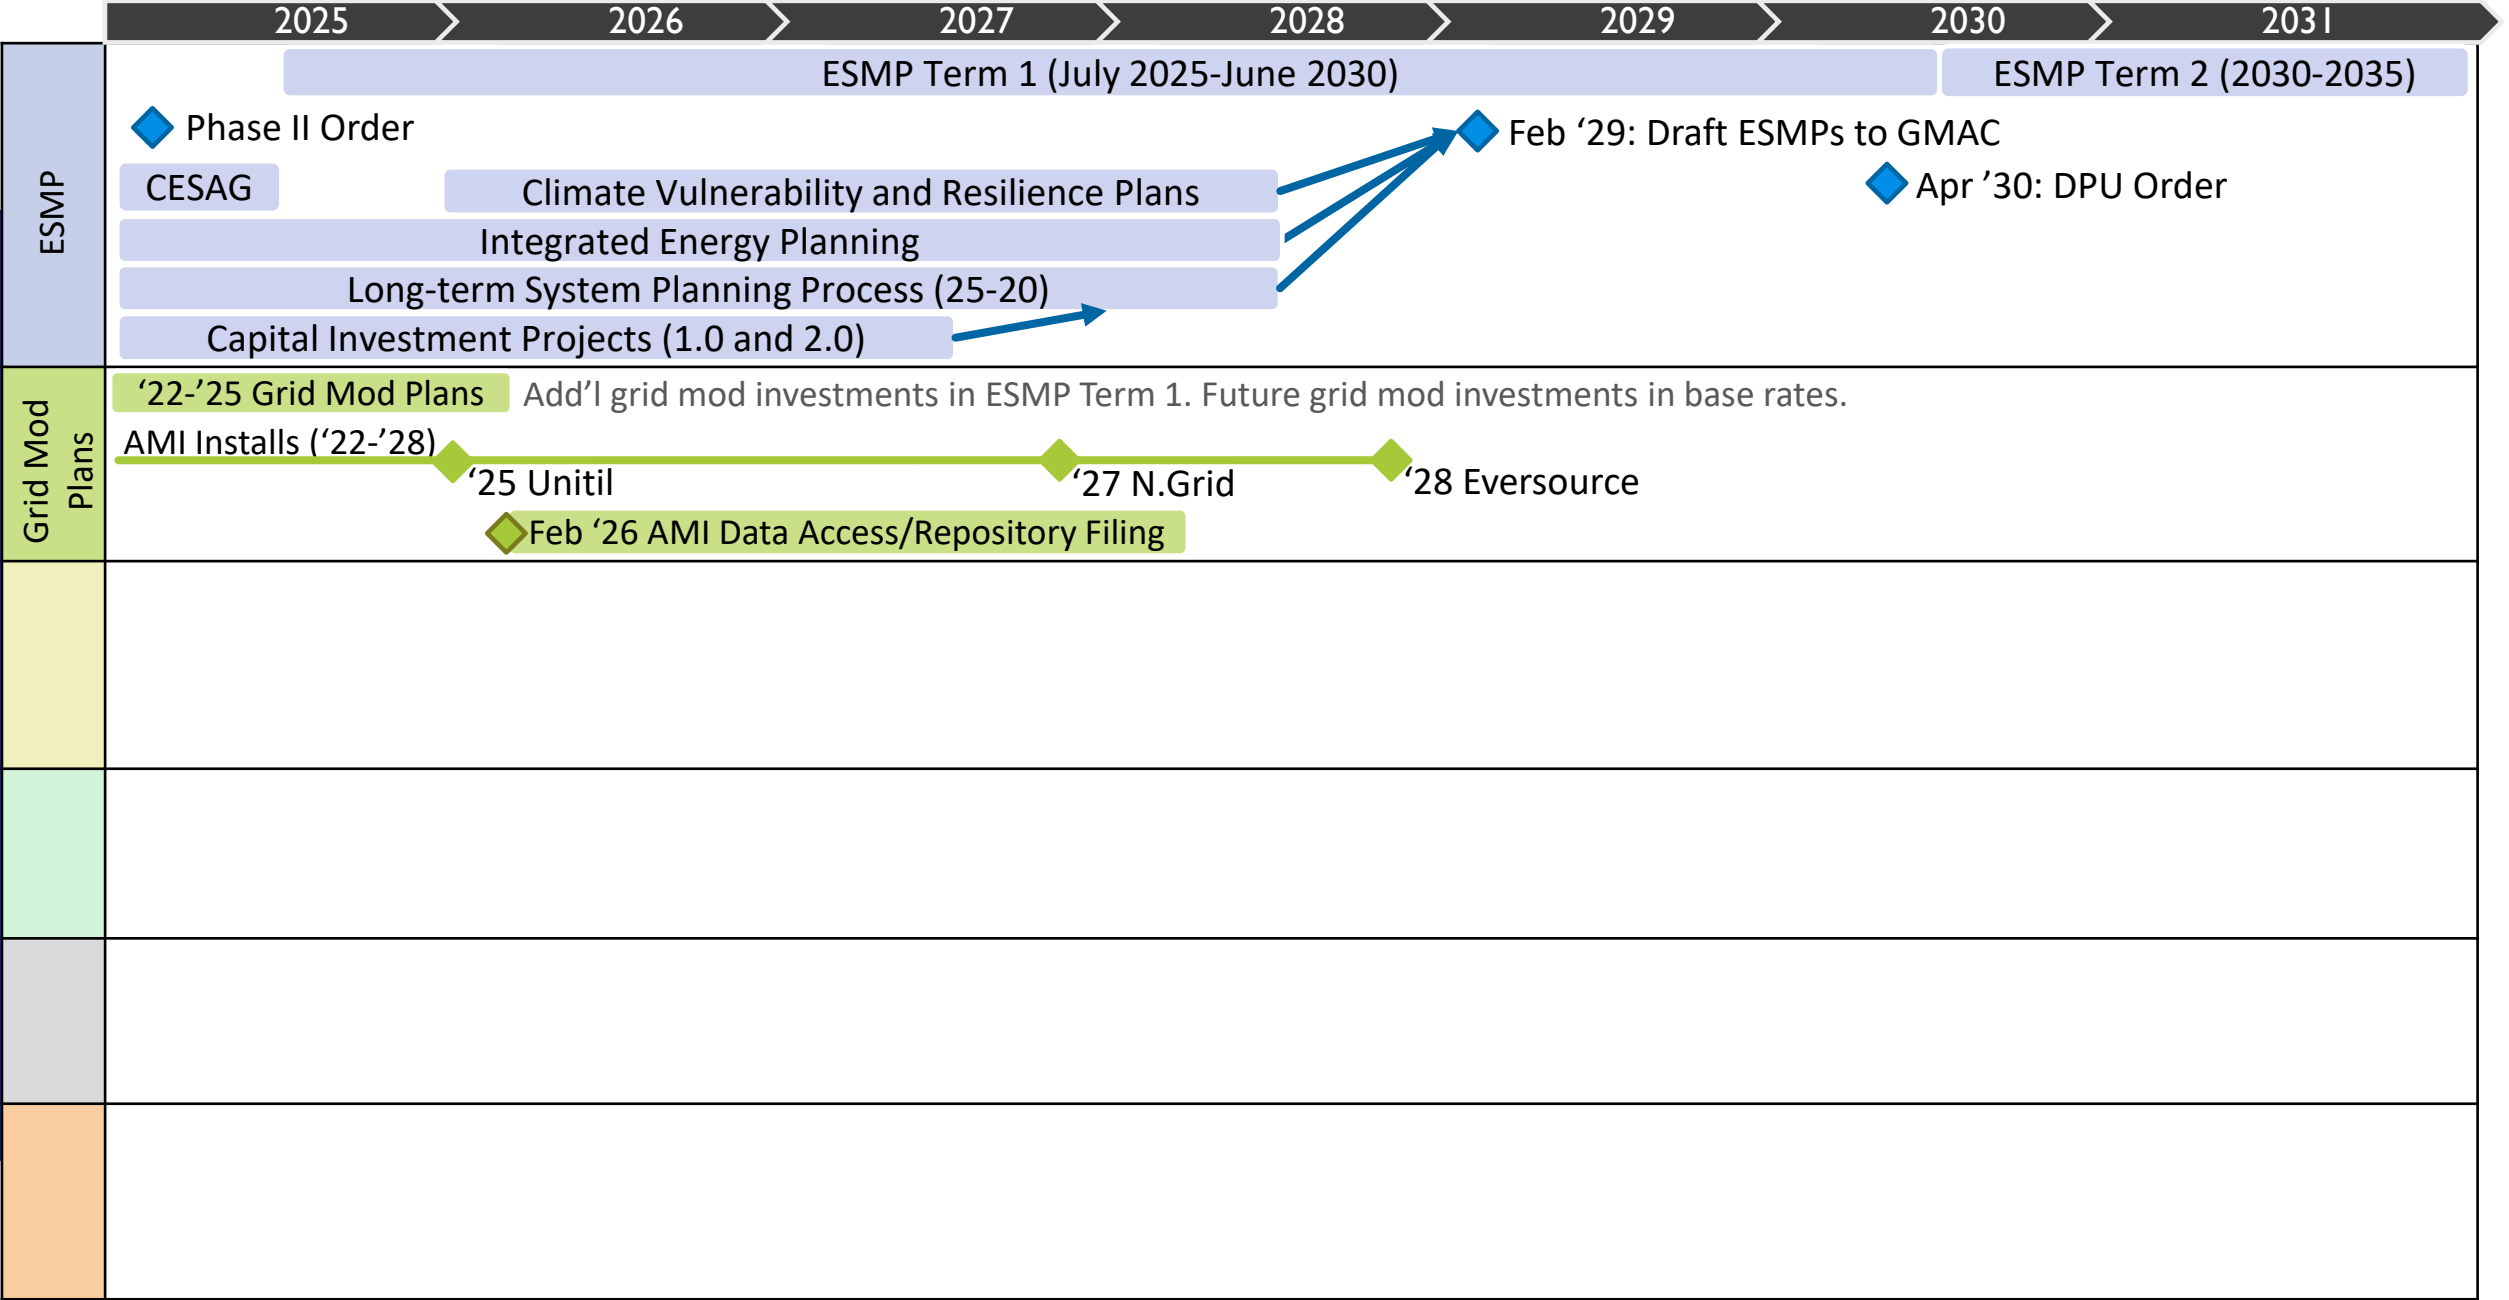 2025
2026
2027
2028
2029
2030
2031
ESMP
ESMP Term 1 (July 2025-June 2030)
ESMP Term 2 (2030-2035)
Phase II Order
Feb ‘29: Draft ESMPs to GMAC
CESAG
Climate Vulnerability and Resilience Plans
Apr ’30: DPU Order
Integrated Energy Planning
Long-term System Planning Process (25-20)
Capital Investment Projects (1.0 and 2.0)
Grid Mod
Plans
‘22-’25 Grid Mod Plans
Add’l grid mod investments in ESMP Term 1. Future grid mod investments in base rates.
AMI Installs (‘22-’28)
‘25 Unitil
‘27 N.Grid
‘28 Eversource
Feb ‘26 AMI Data Access/Repository Filing